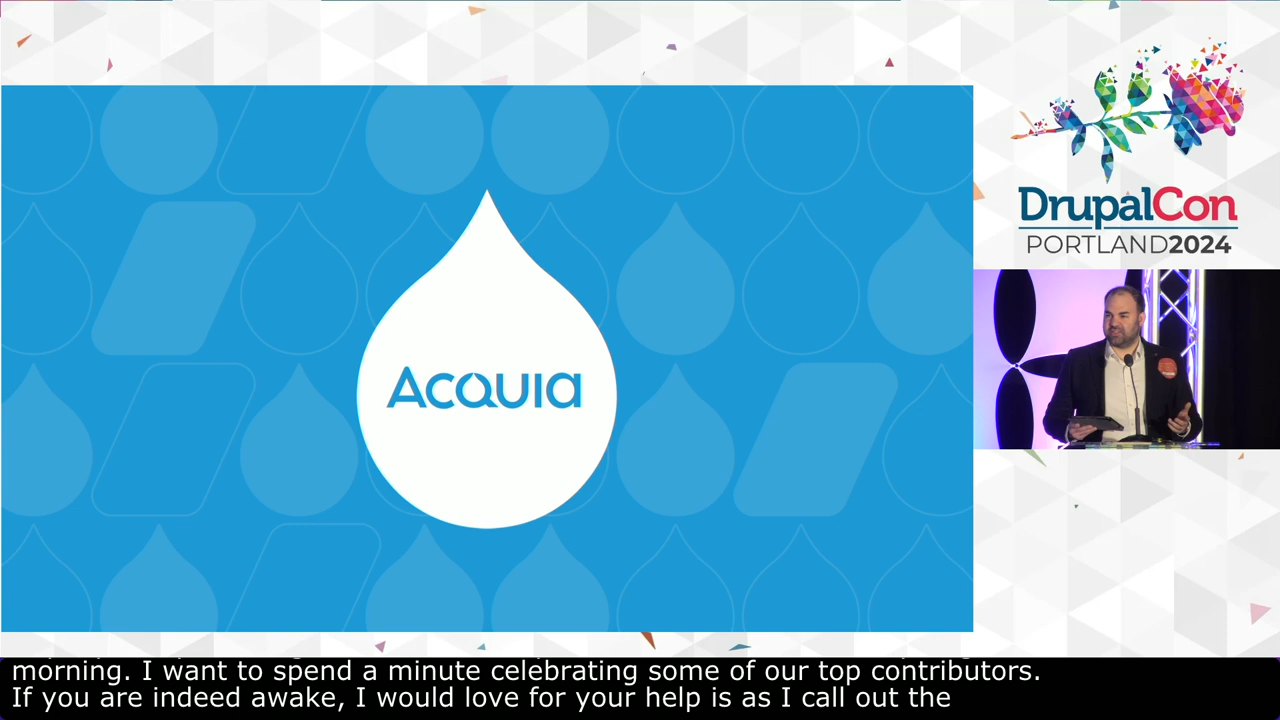 DrupalCon
PORTLAND2024
Acquia
morning. I want to spend a minute celebrating some of our top contributors.
If you are indeed awake, I would love for your help is as I call out the